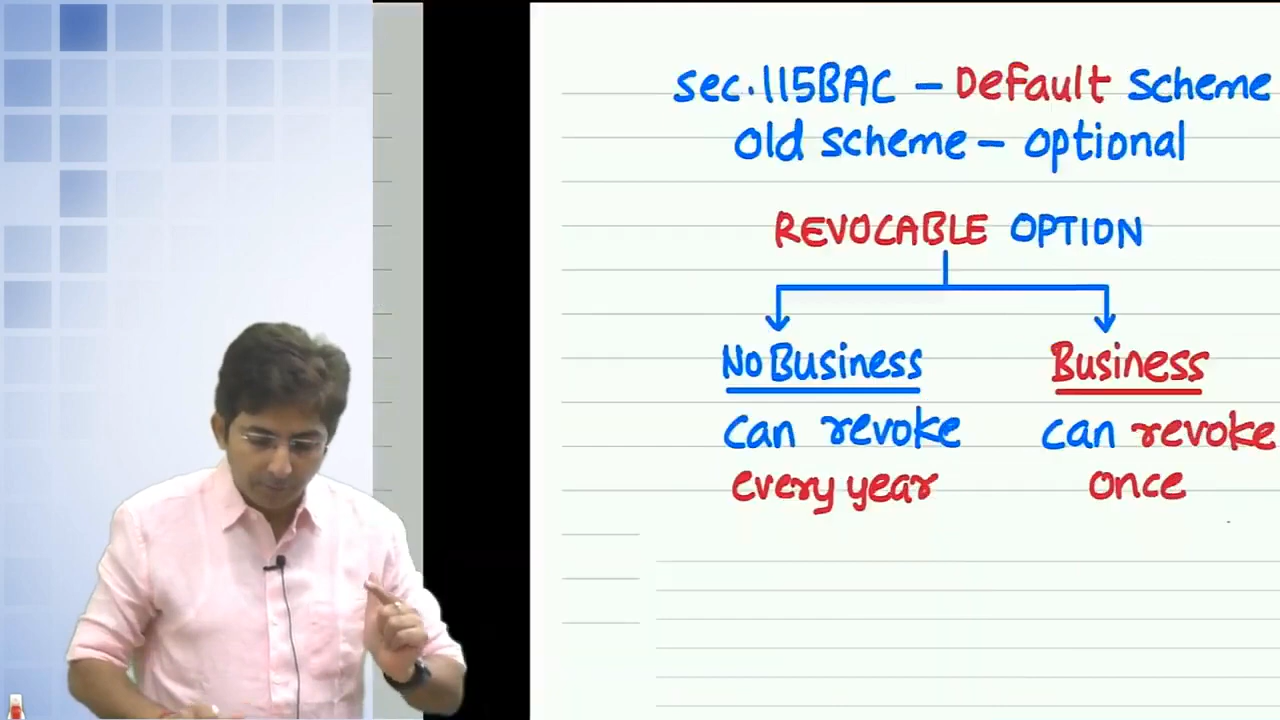 sec.115BAC – Default Scheme
old scheme – optional
REVOCABLE OPTION
No Business
Business
can revoke
every year
can revoke
once